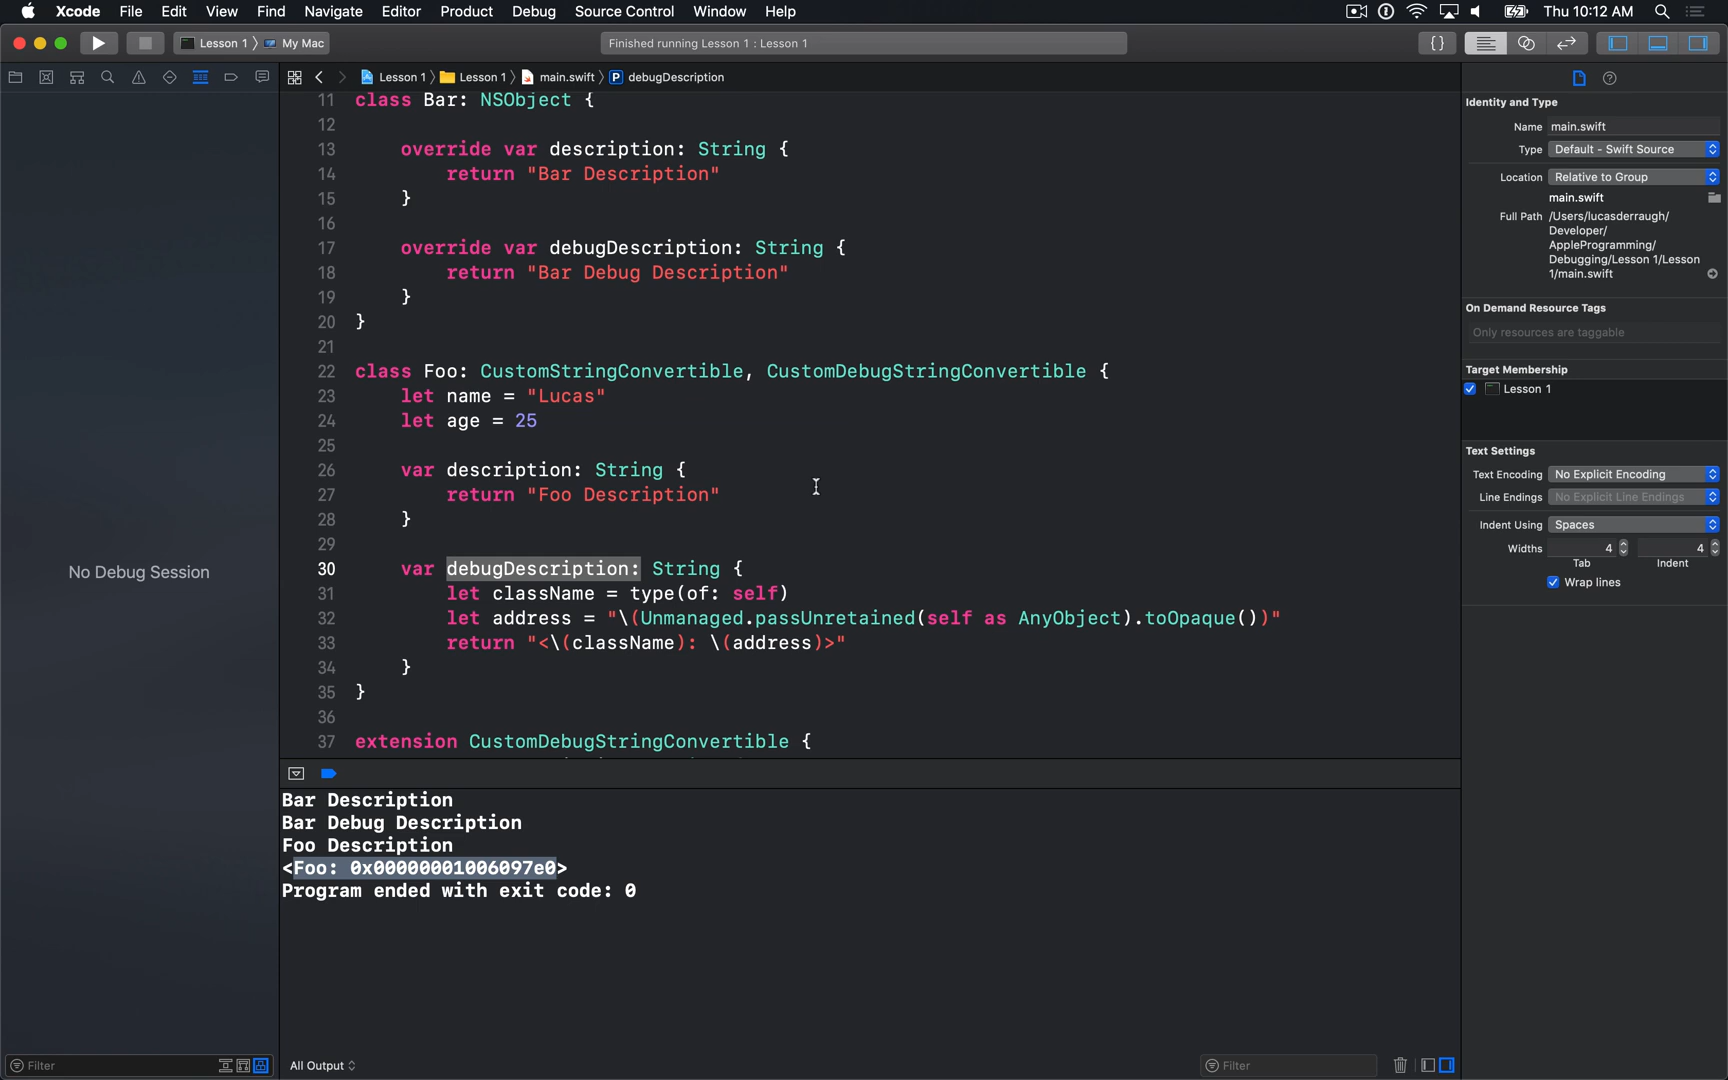 Xcode File Edit View Find Navigate Editor Product Debug Source Control Window Help Thu 10:12 AM
Lesson 1 〉 My Mac
Finished running Lesson 1 : Lesson 1
{}
Lesson 1 〉 Lesson 1 〉 main.swift 〉 P debugDescription
11 class Bar: NSObject {
12
13 override var description: String {
14 return "Bar Description"
15 }
16
17 override var debugDescription: String {
18 return "Bar Debug Description"
19 }
20 }
21
22 class Foo: CustomStringConvertible, CustomDebugStringConvertible {
23 let name = "Lucas"
24 let age = 25
25
26 var description: String {
27 return "Foo Description"
28 }
29
30 var debugDescription: String {
31 let className = type(of: self)
32 let address = "\(Unmanaged.passUnretained(self as AnyObject).toOpaque())"
33 return "<\(className): \(address)>"
34 }
35 }
36
37 extension CustomDebugStringConvertible {
No Debug Session
Filter
Bar Description
Bar Debug Description
Foo Description
<Foo: 0x00000001006097e0>
Program ended with exit code: 0
All Output
Filter
Identity and Type
Name main.swift
Type Default - Swift Source
Location Relative to Group
main.swift
Full Path /Users/lucasderraugh/
Developer/
AppleProgramming/
Debugging/Lesson 1/Lesson
1/main.swift
On Demand Resource Tags
Only resources are taggable
Target Membership
Lesson 1
Text Settings
Text Encoding No Explicit Encoding
Line Endings No Explicit Line Endings
Indent Using Spaces
Widths 4 4
Tab Indent
Wrap lines